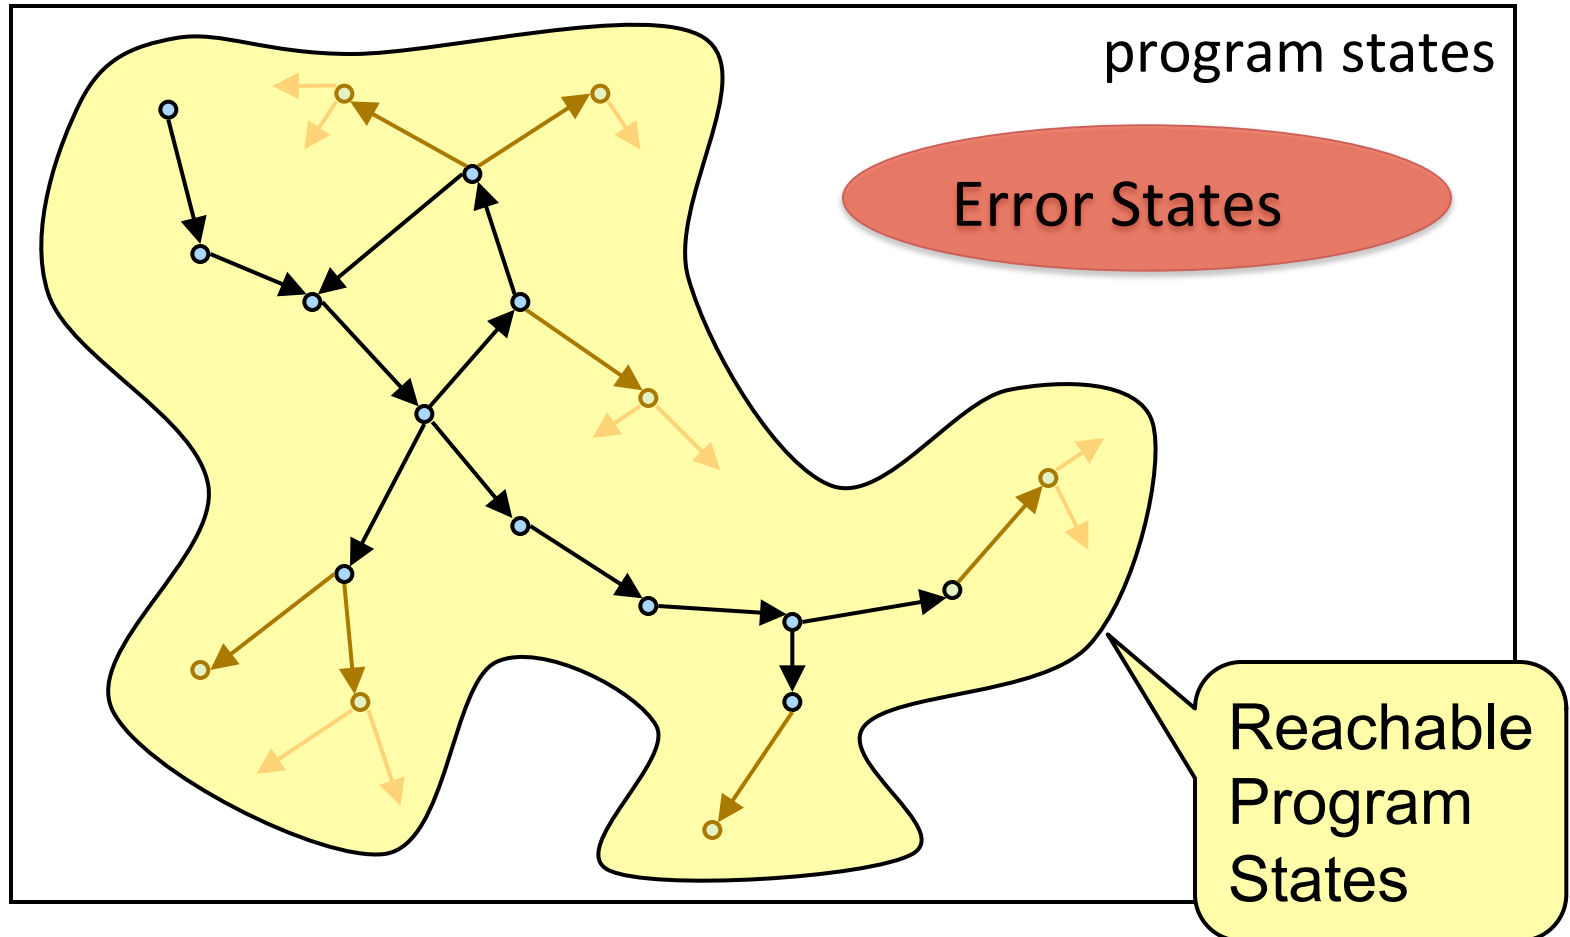 program states
Error States
Reachable
Program
States